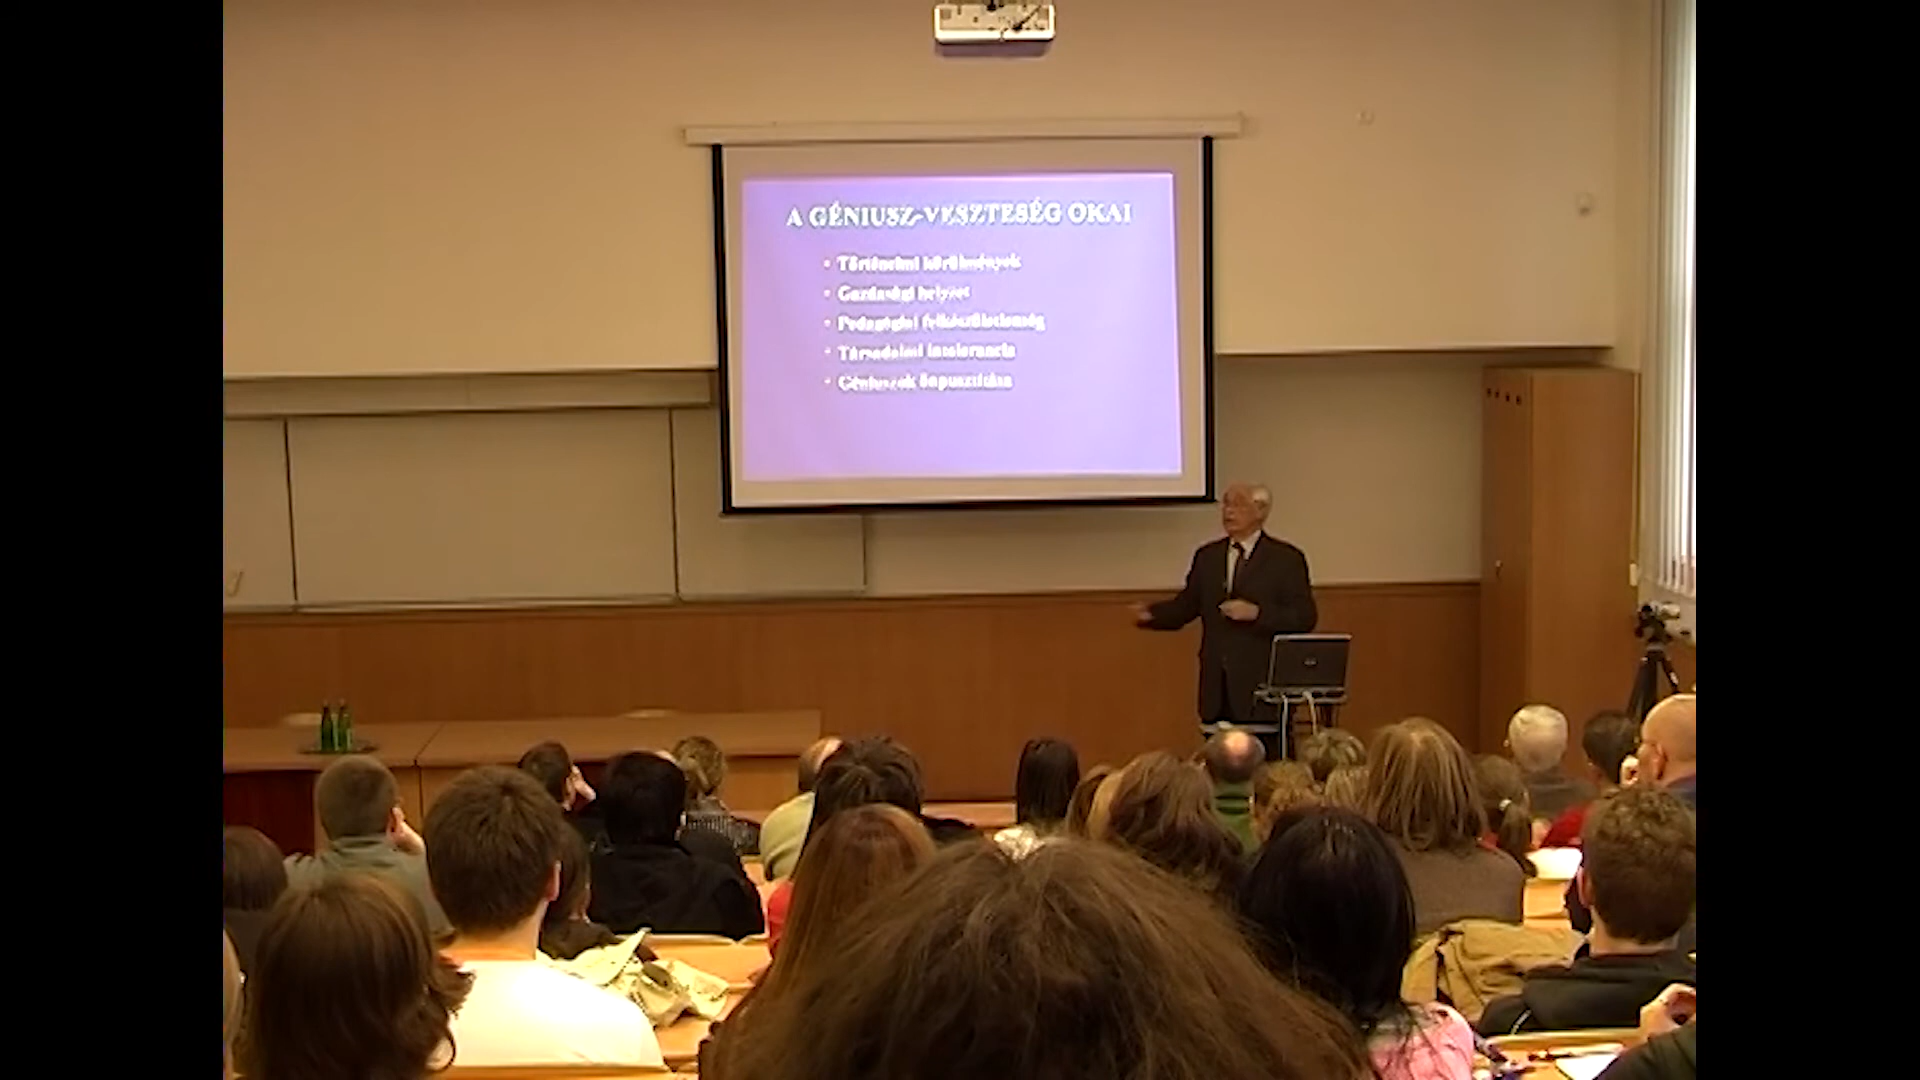 A GÉNIUSZ-VESZTESÉG OKAI
• Történelmi körülmények
• Gazdasági helyzet
• Pedagógiai felkészületlenség
• Társadalmi intolerancia
• Géniuszok önpusztítása